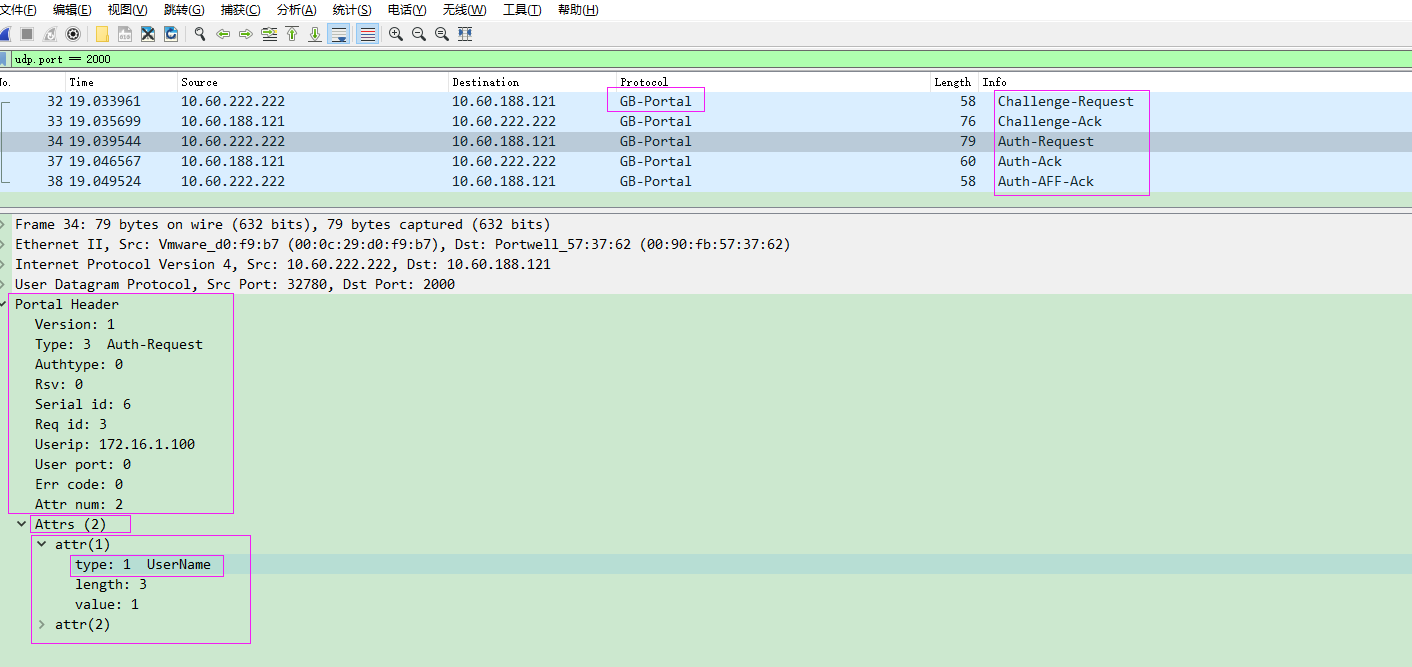 文件(F) 编辑(E) 视图(V) 跳转(G) 捕获(C) 分析(A) 统计(S) 电话(Y) 无线(W) 工具(T) 帮助(H)
udp.port == 2000
No. Time Source Destination Protocol Length Info
32 19.033961 10.60.222.222 10.60.188.121 GB-Portal 58 Challenge-Request
33 19.035699 10.60.188.121 10.60.222.222 GB-Portal 76 Challenge-Ack
34 19.039544 10.60.222.222 10.60.188.121 GB-Portal 79 Auth-Request
37 19.046567 10.60.188.121 10.60.222.222 GB-Portal 60 Auth-Ack
38 19.049524 10.60.222.222 10.60.188.121 GB-Portal 58 Auth-AFF-Ack
Frame 34: 79 bytes on wire (632 bits), 79 bytes captured (632 bits)
Ethernet II, Src: Vmware_d0:f9:b7 (00:0c:29:d0:f9:b7), Dst: Portwell_57:37:62 (00:90:fb:57:37:62)
Internet Protocol Version 4, Src: 10.60.222.222, Dst: 10.60.188.121
User Datagram Protocol, Src Port: 32780, Dst Port: 2000
Portal Header
Version: 1
Type: 3  Auth-Request
Authtype: 0
Rsv: 0
Serial id: 6
Req id: 3
Userip: 172.16.1.100
User port: 0
Err code: 0
Attr num: 2
Attrs (2)
attr(1)
type: 1  UserName
length: 3
value: 1
attr(2)